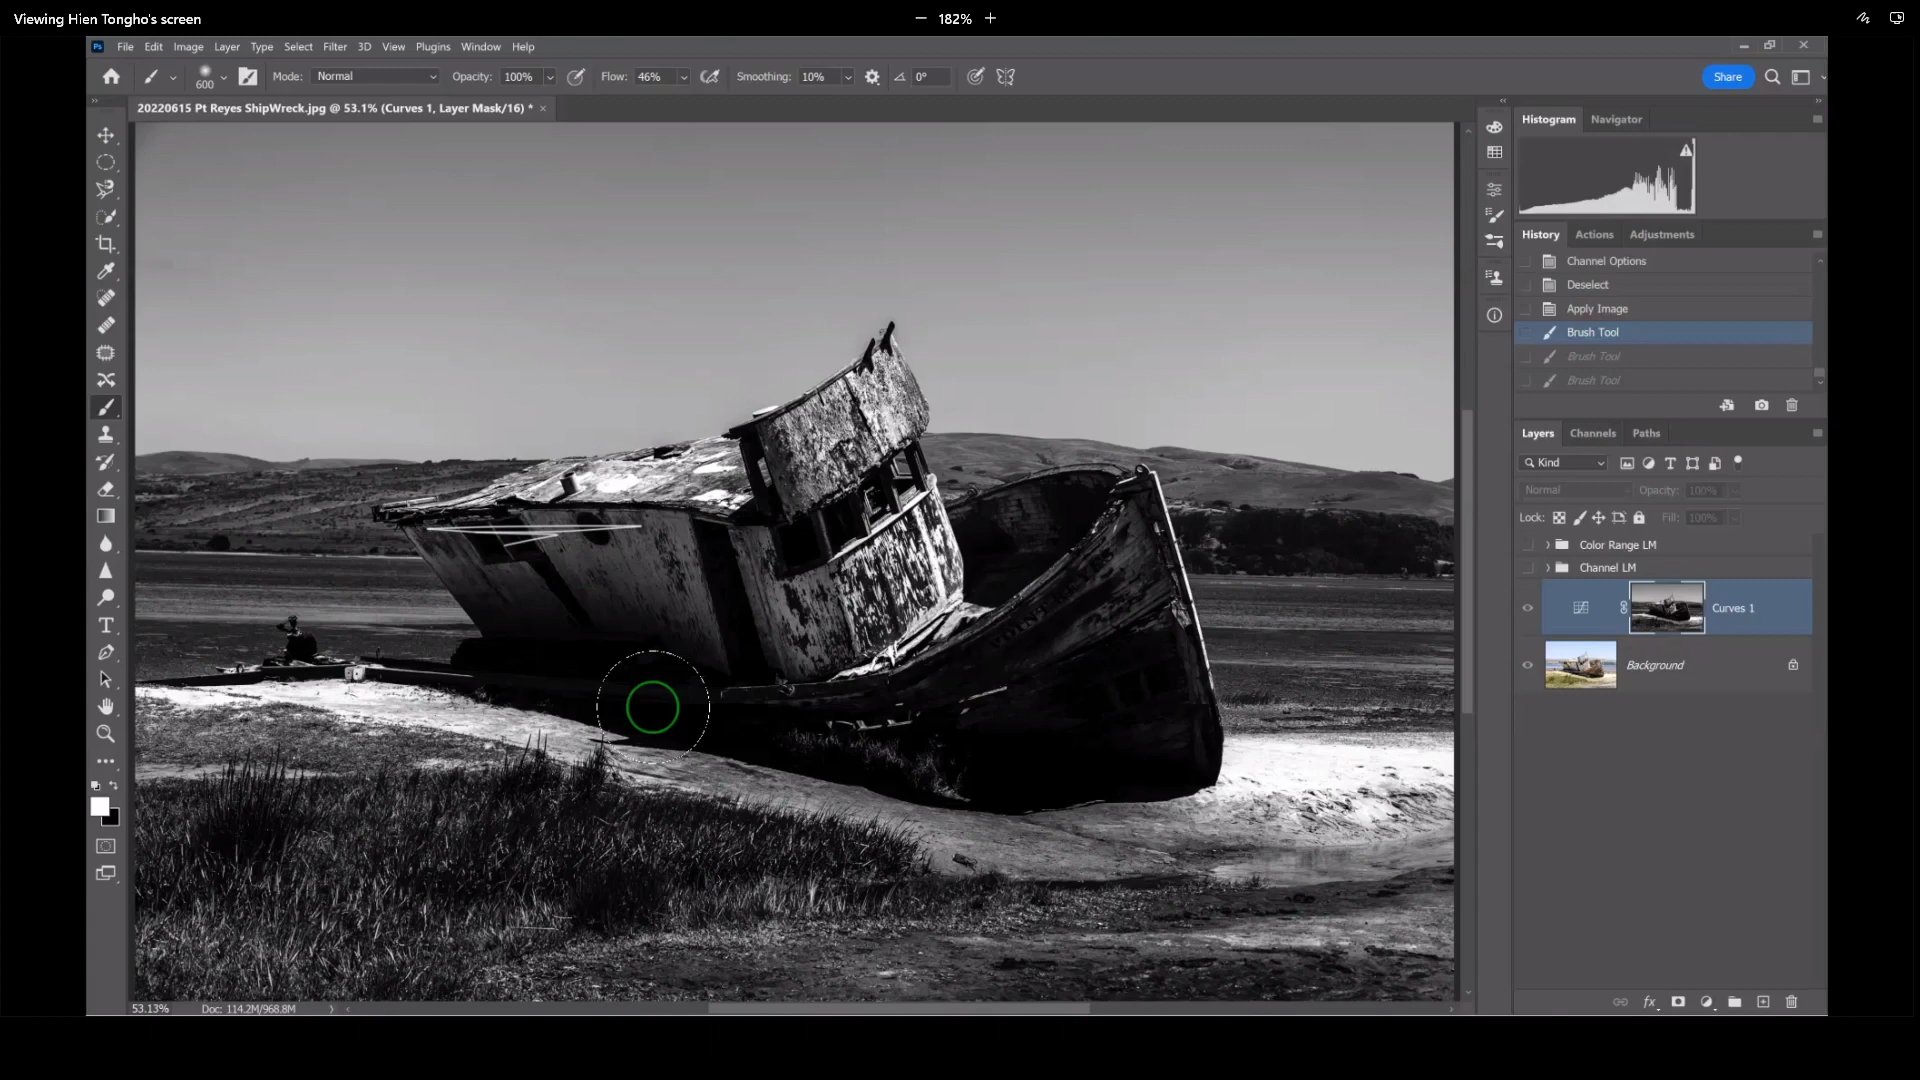 Viewing Hien Tongho's screen
182%
Ps File Edit Image Layer Type Select Filter 3D View Plugins Window Help
600 Mode: Normal Opacity: 100% Flow: 46% Smoothing: 10% 0° Share
20220615 Pt Reyes ShipWreck.jpg @ 53.1% (Curves 1, Layer Mask/16) *
Histogram Navigator
History Actions Adjustments
Channel Options
Deselect
Apply Image
Brush Tool
Brush Tool
Brush Tool
Layers Channels Paths
Kind
Normal Opacity: 100%
Lock: Fill: 100%
Color Range LM
Channel LM
Curves 1
Background
53.13% Doc: 114.2M/968.8M